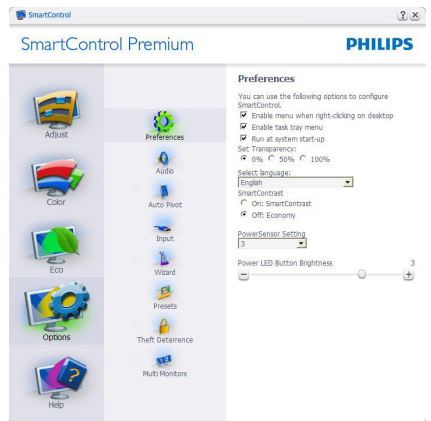 SmartControl
SmartControl Premium
PHILIPS
Adjust
Color
Eco
Options
Help
Preferences
Audio
Auto Pivot
Input
Wizard
Presets
Theft Deterrence
Multi Monitors
Preferences
You can use the following options to configure
SmartControl.
Enable menu when right-clicking on desktop
Enable task tray menu
Run at system start-up
Set Transparency:
0% 50% 100%
Select language:
English
SmartContrast
On: SmartContrast
Off: Economy
PowerSensor Setting
3
Power LED Button Brightness 3